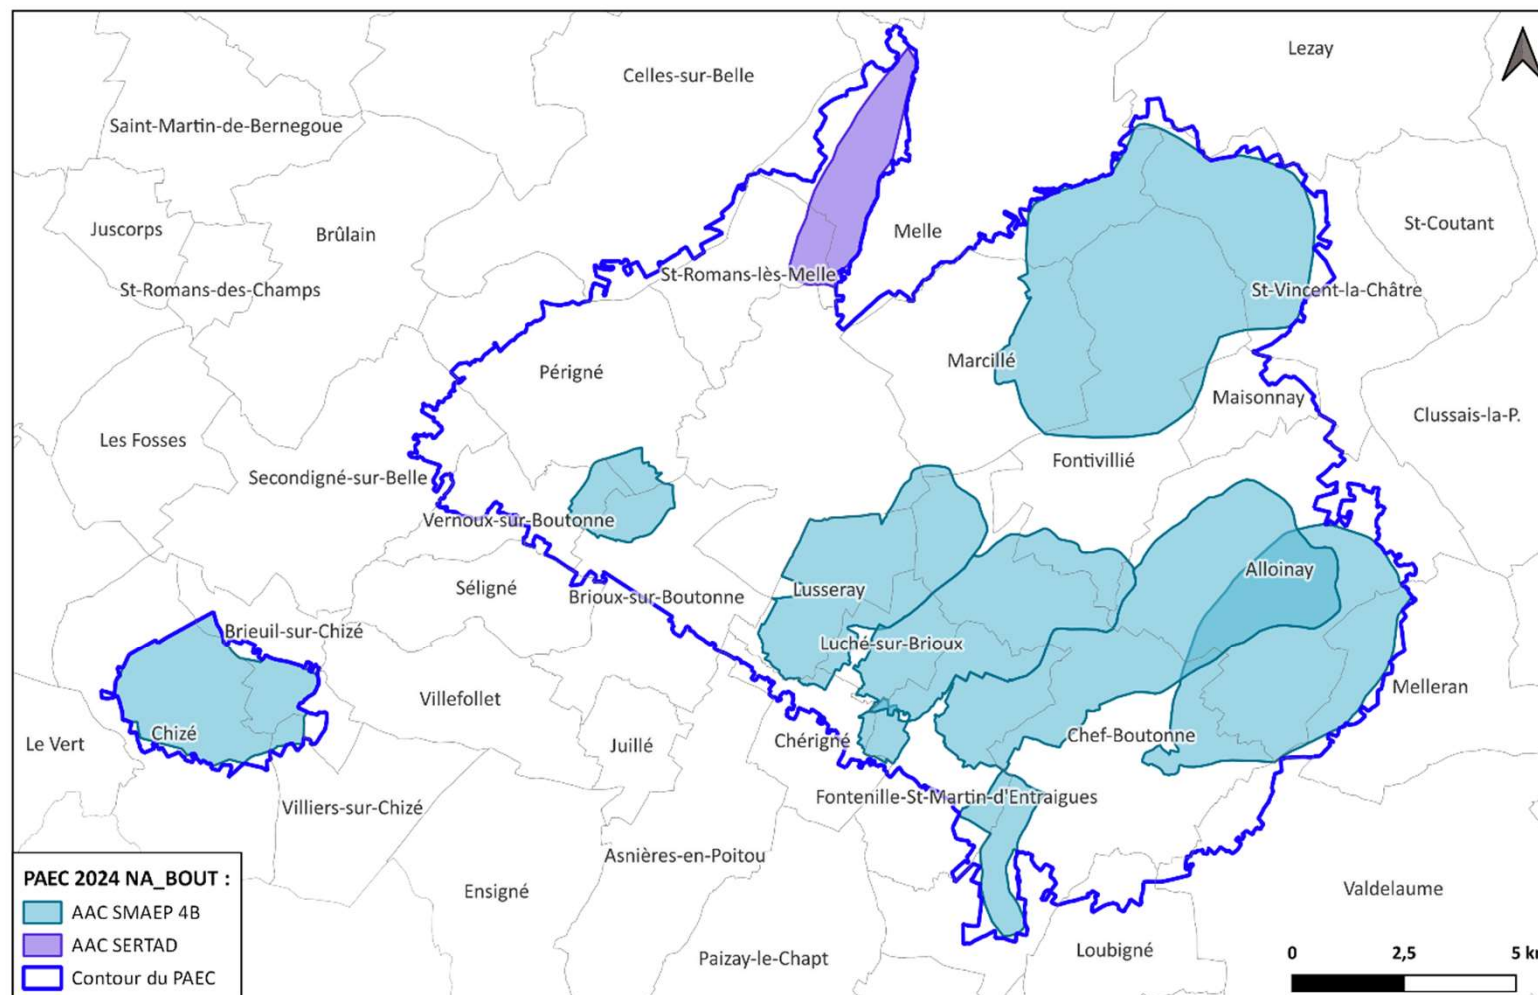 Lezay
Celles-sur-Belle
Saint-Martin-de-Bernegoue
Juscorps
Brûlain
Melle
St-Coutant
St-Romans-lès-Melle
St-Romans-des-Champs
St-Vincent-la-Châtre
Marcillé
Périgné
Maisonnay
Clussais-la-P.
Les Fosses
Fontivillié
Secondigné-sur-Belle
Vernoux-sur-Boutonne
Alloinay
Séligné
Brioux-sur-Boutonne
Lusseray
Brieuil-sur-Chizé
Luché-sur-Brioux
Melleran
Villefollet
Chizé
Le Vert
Juillé
Chérigné
Chef-Boutonne
Fontenille-St-Martin-d'Entraigues
Villiers-sur-Chizé
Asnières-en-Poitou
Ensigné
Valdelaume
Paizay-le-Chapt
Loubigné
PAEC 2024 NA_BOUT :
AAC SMAEP 4B
AAC SERTAD
Contour du PAEC
0 2,5 5 km